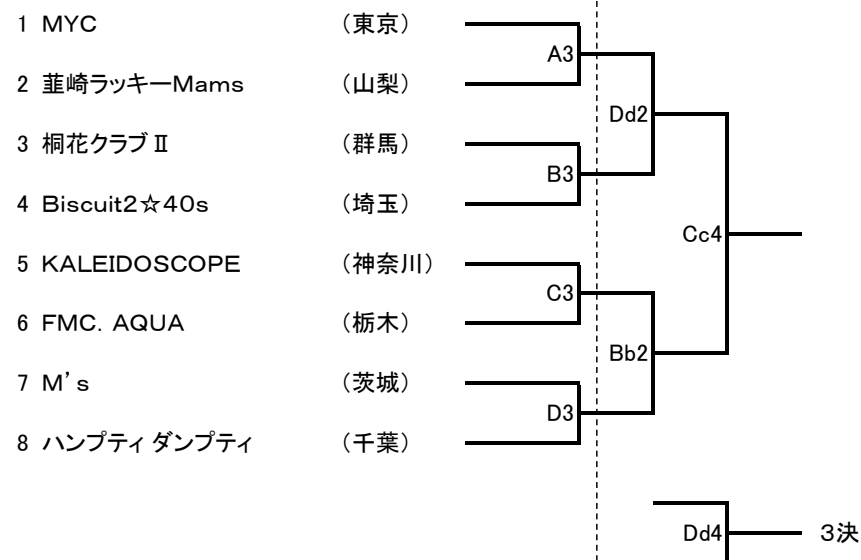 1 MYC （東京）
A3
2 韮崎ラッキーMams （山梨）
Dd2
3 桐花クラブⅡ （群馬）
B3
4 Biscuit2☆40s （埼玉）
Cc4
5 KALEIDOSCOPE （神奈川）
C3
6 FMC．AQUA （栃木）
Bb2
7 M’s （茨城）
D3
8 ハンプティ ダンプティ （千葉）
Dd4 3決